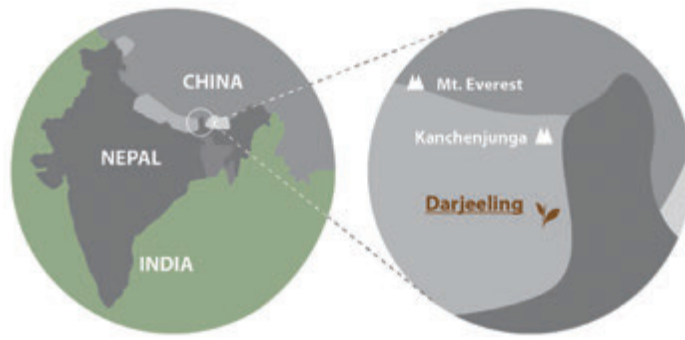 CHINA
NEPAL
INDIA
Mt. Everest
Kanchenjunga
Darjeeling